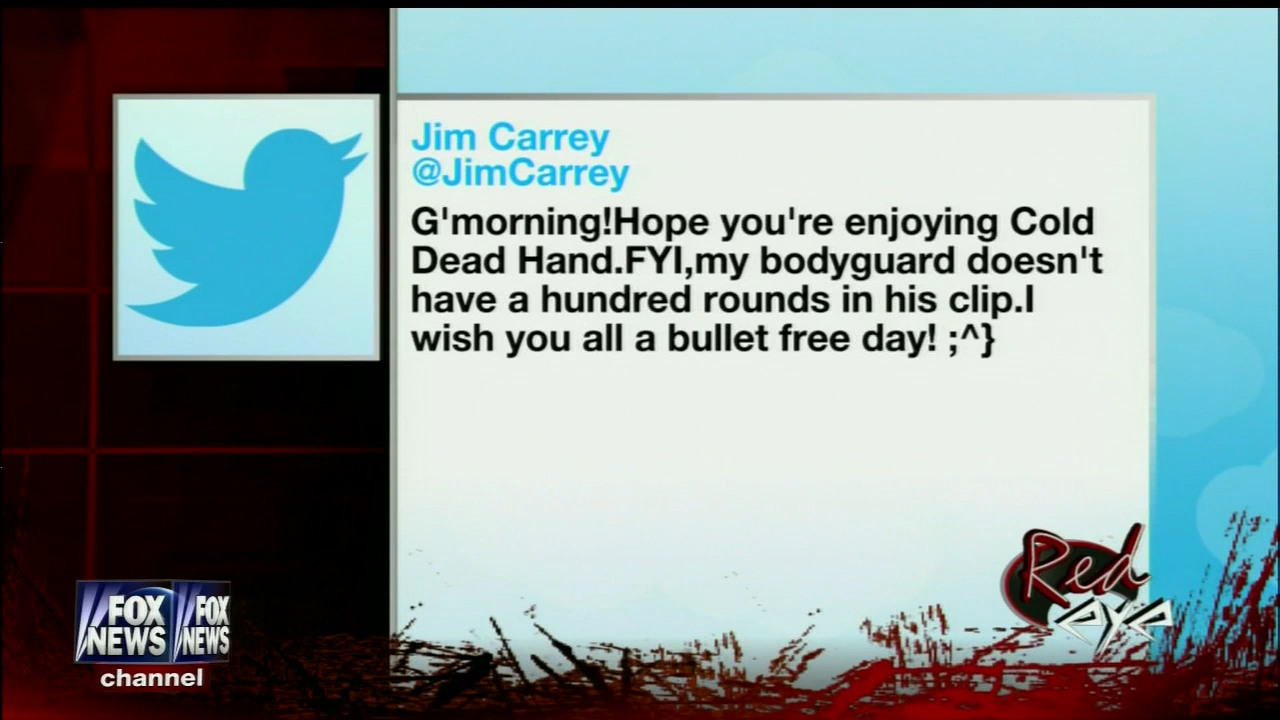 Jim Carrey
@JimCarrey
G'morning!Hope you're enjoying Cold
Dead Hand.FYI,my bodyguard doesn't
have a hundred rounds in his clip.I
wish you all a bullet free day! ;^}
Red
eye
FOX FOX
NEWS NEWS
channel